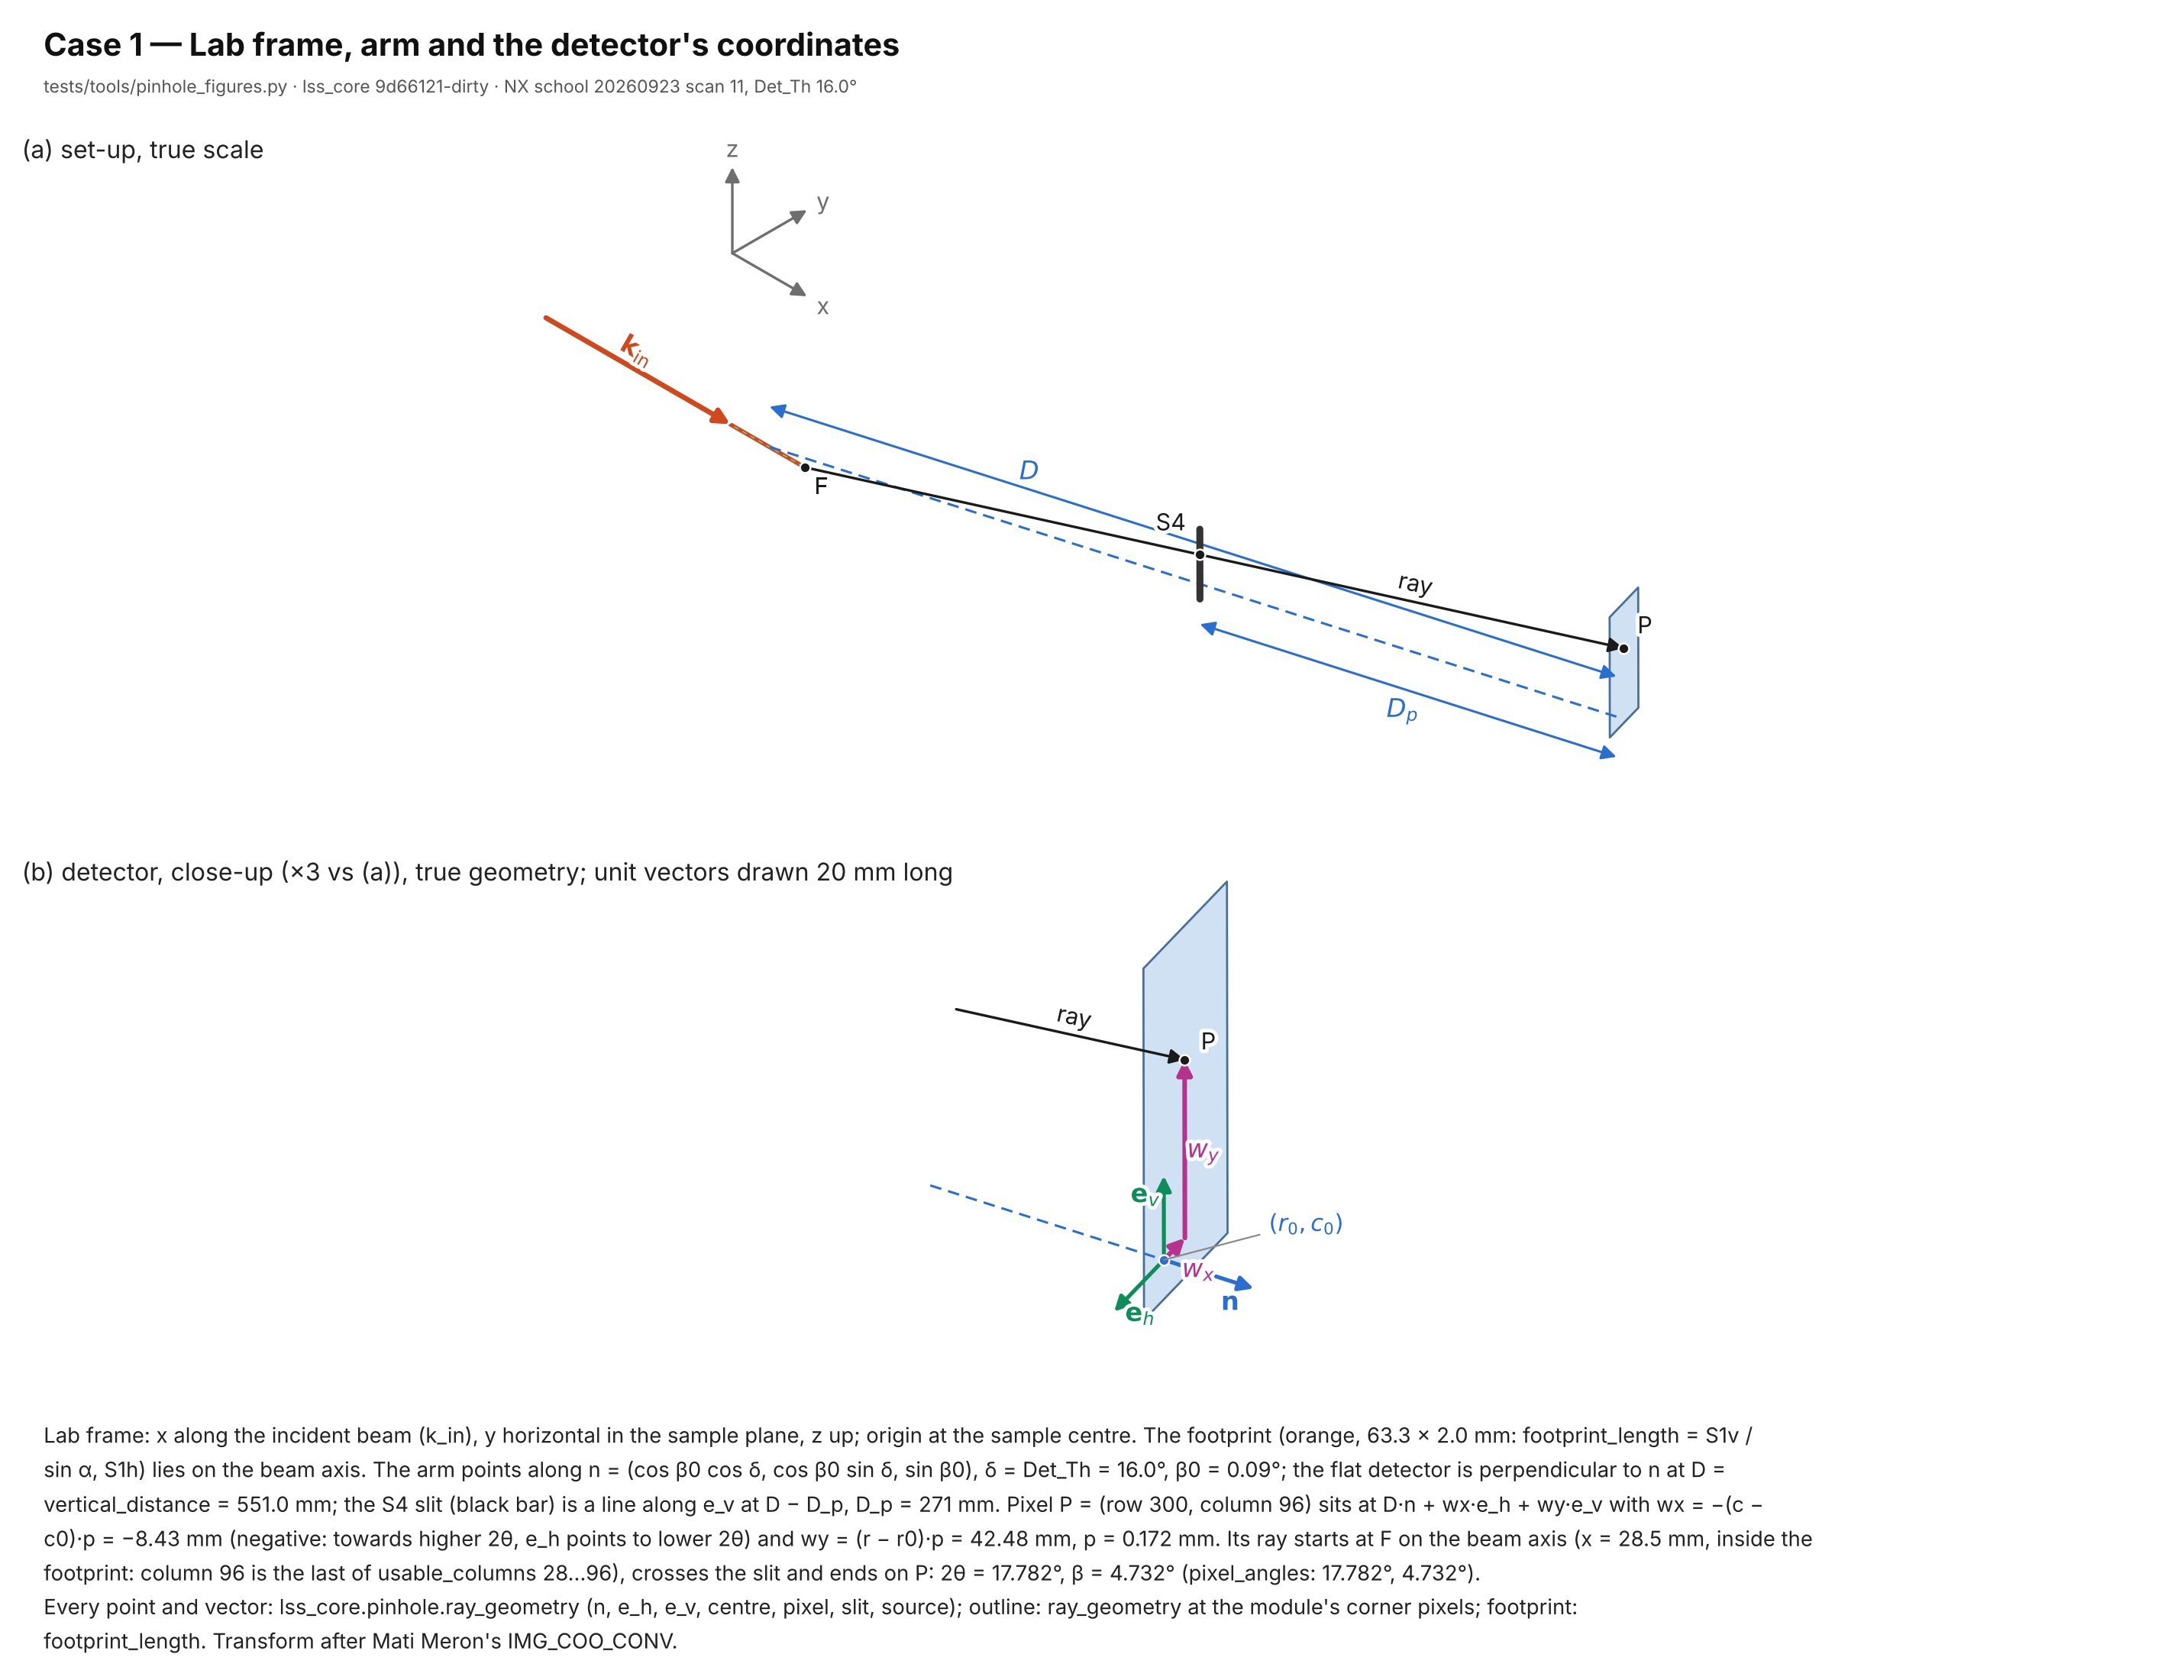 Case 1 — Lab frame, arm and the detector's coordinates
tests/tools/pinhole_figures.py · lss_core 9d66121-dirty · NX school 20260923 scan 11, Det_Th 16.0°
(a) set-up, true scale
z
y
x
k_in
D
F
S4
ray
P
D_p
(b) detector, close-up (×3 vs (a)), true geometry; unit vectors drawn 20 mm long
ray
P
w_y
e_v
(r_0, c_0)
w_x
n
e_h
Lab frame: x along the incident beam (k_in), y horizontal in the sample plane, z up; origin at the sample centre. The footprint (orange, 63.3 × 2.0 mm: footprint_length = S1v /
sin α, S1h) lies on the beam axis. The arm points along n = (cos β0 cos δ, cos β0 sin δ, sin β0), δ = Det_Th = 16.0°, β0 = 0.09°; the flat detector is perpendicular to n at D =
vertical_distance = 551.0 mm; the S4 slit (black bar) is a line along e_v at D − D_p, D_p = 271 mm. Pixel P = (row 300, column 96) sits at D·n + wx·e_h + wy·e_v with wx = −(c −
c0)·p = −8.43 mm (negative: towards higher 2θ, e_h points to lower 2θ) and wy = (r − r0)·p = 42.48 mm, p = 0.172 mm. Its ray starts at F on the beam axis (x = 28.5 mm, inside the
footprint: column 96 is the last of usable_columns 28…96), crosses the slit and ends on P: 2θ = 17.782°, β = 4.732° (pixel_angles: 17.782°, 4.732°).
Every point and vector: lss_core.pinhole.ray_geometry (n, e_h, e_v, centre, pixel, slit, source); outline: ray_geometry at the module's corner pixels; footprint:
footprint_length. Transform after Mati Meron's IMG_COO_CONV.